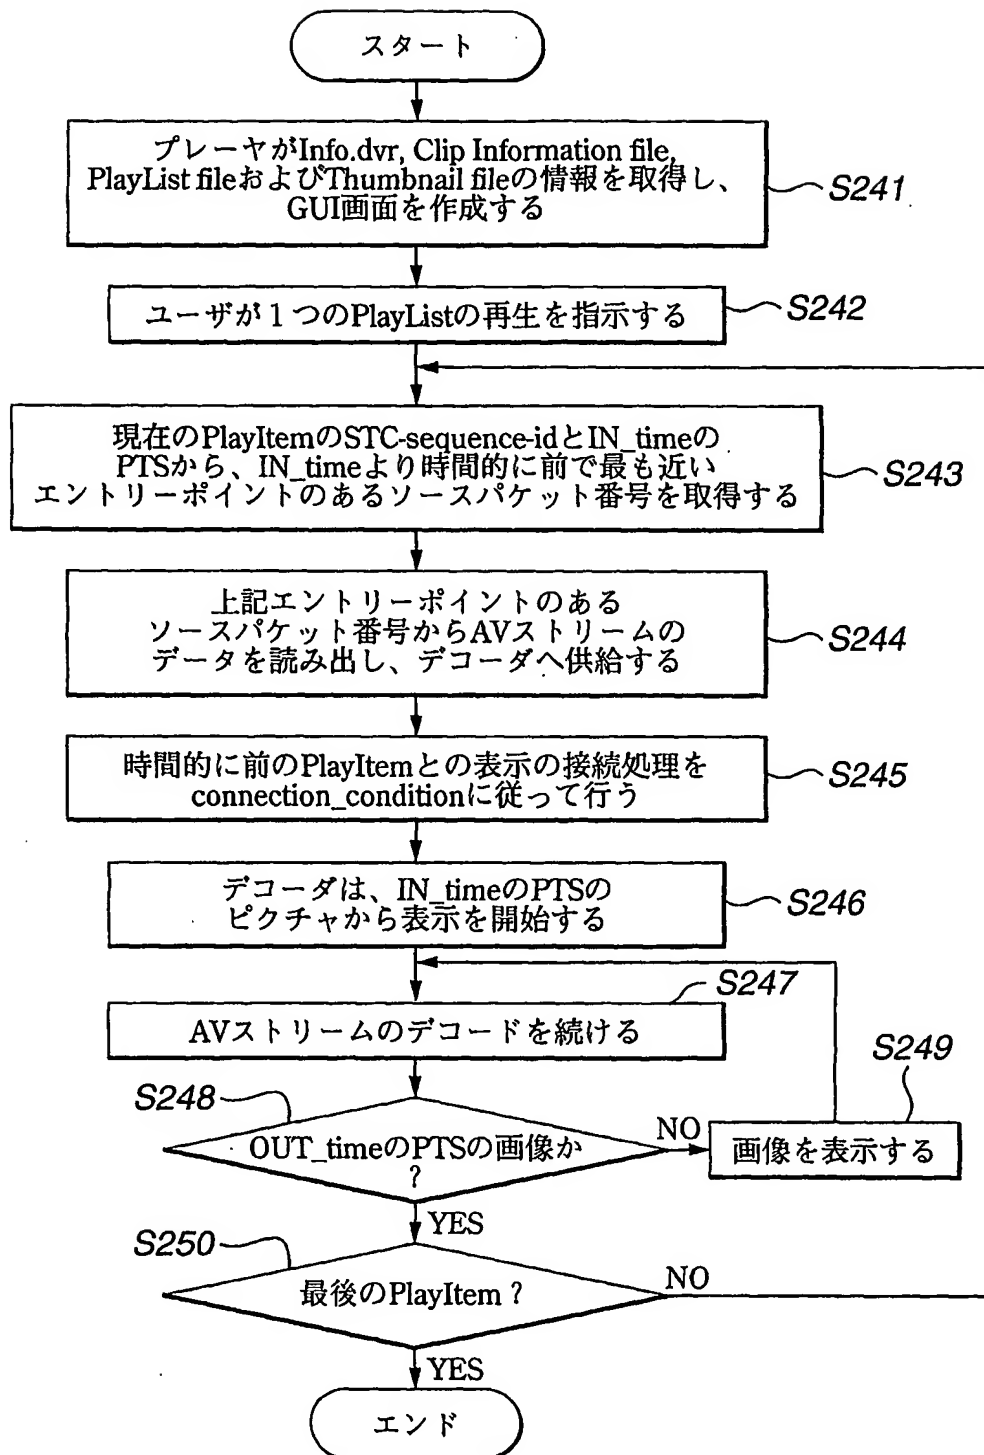 スタート
プレーヤがInfo.dvr, Clip Information file,
PlayList fileおよびThumbnail fileの情報を取得し、
GUI画面を作成する
S241
ユーザが1つのPlayListの再生を指示する
S242
現在のPlayItemのSTC-sequence-idとIN_timeの
PTSから、IN_timeより時間的に前で最も近い
エントリーポイントのあるソースパケット番号を取得する
S243
上記エントリーポイントのある
ソースパケット番号からAVストリームの
データを読み出し、デコーダへ供給する
S244
時間的に前のPlayItemとの表示の接続処理を
connection_conditionに従って行う
S245
デコーダは、IN_timeのPTSの
ピクチャから表示を開始する
S246
S247
AVストリームのデコードを続ける
S248
OUT_timeのPTSの画像か
?
NO
S249
画像を表示する
YES
S250
最後のPlayItem?
NO
YES
エンド